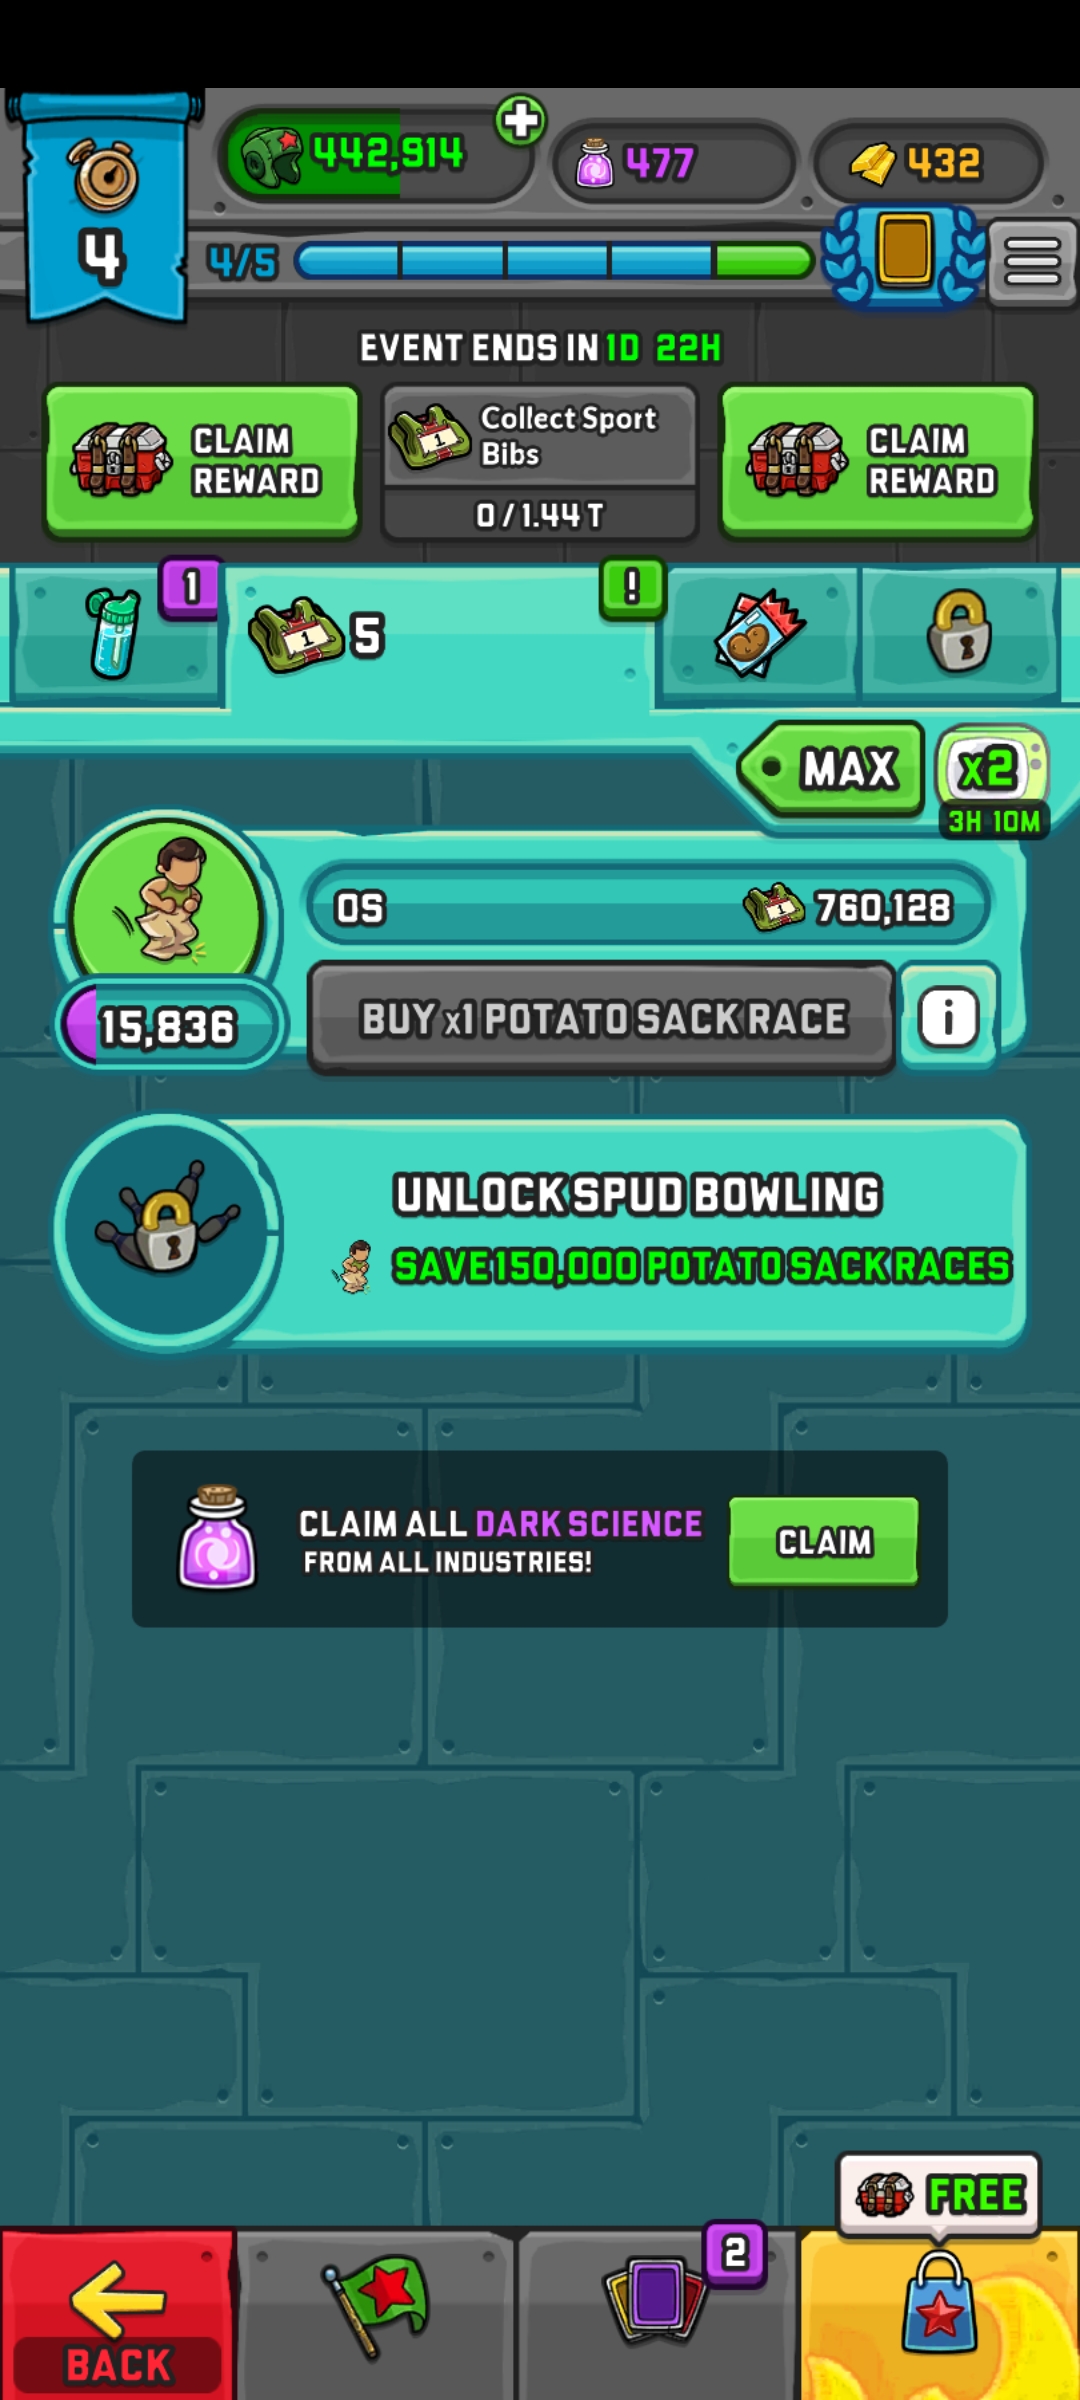 442,914
477
432
4
4/5
EVENT ENDS IN 1D 22H
CLAIM
REWARD
Collect Sport
Bibs
0 / 1.44 T
CLAIM
REWARD
1
1
5
!
MAX
x2
3H 10M
0S
1
760,128
15,836
BUY x1 POTATO SACK RACE
i
UNLOCK SPUD BOWLING
SAVE 150,000 POTATO SACK RACES
CLAIM ALL DARK SCIENCE
FROM ALL INDUSTRIES!
CLAIM
FREE
2
BACK